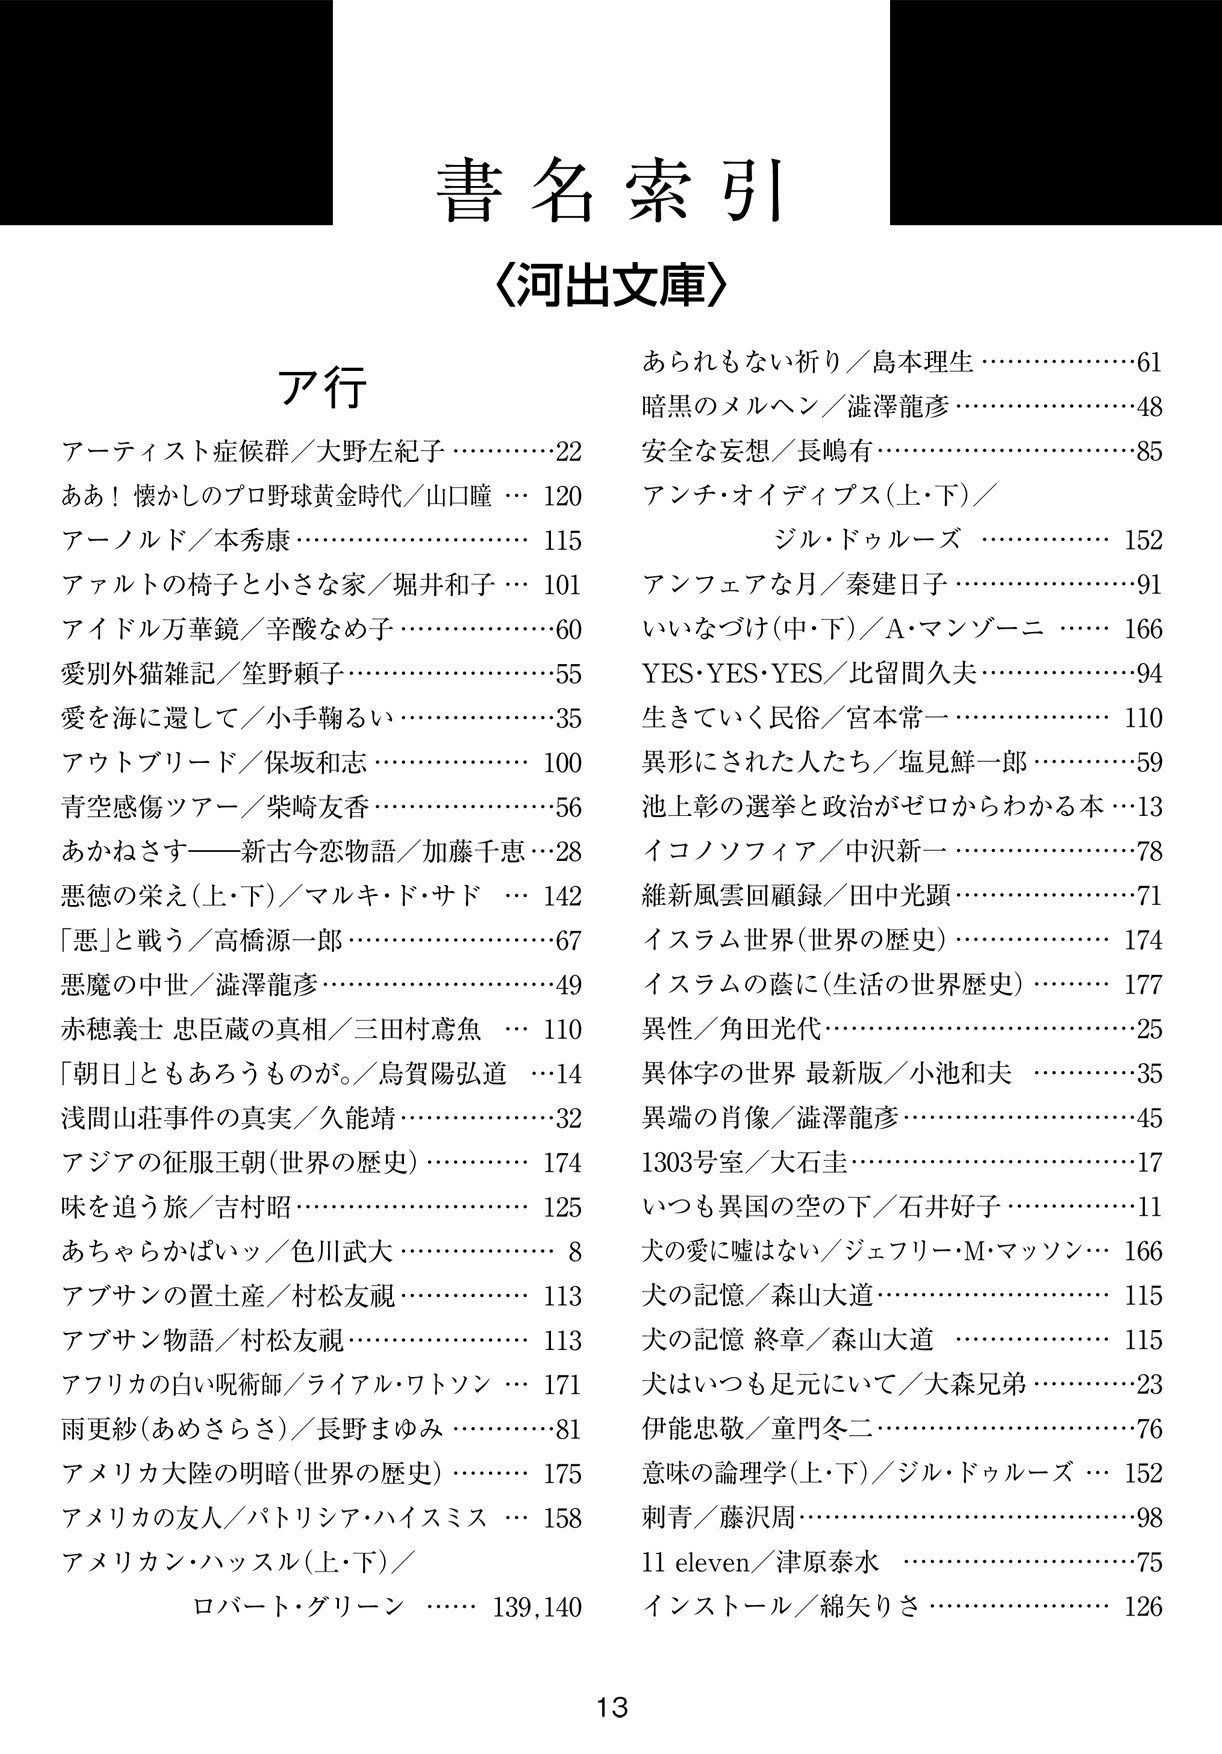 書名索引
〈河出文庫〉
ア行
アーティスト症候群／大野左紀子…………22
ああ！ 懐かしのプロ野球黄金時代／山口瞳 … 120
アーノルド／本秀康……………………… 115
アァルトの椅子と小さな家／堀井和子 … 101
アイドル万華鏡／辛酸なめ子………………60
愛別外猫雑記／笙野頼子……………………55
愛を海に還して／小手鞠るい………………35
アウトブリード／保坂和志……………… 100
青空感傷ツアー／柴崎友香…………………56
あかねさす――新古今恋物語／加藤千恵…28
悪徳の栄え（上・下）／マルキ・ド・サド … 142
「悪」と戦う／高橋源一郎……………………67
悪魔の中世／澁澤龍彥………………………49
赤穂義士 忠臣蔵の真相／三田村鳶魚 … 110
「朝日」ともあろうものが。／烏賀陽弘道 …14
浅間山荘事件の真実／久能靖………………32
アジアの征服王朝（世界の歴史）………… 174
味を追う旅／吉村昭……………………… 125
あちゃらかぱいッ／色川武大……………… 8
アブサンの置土産／村松友視…………… 113
アブサン物語／村松友視………………… 113
アフリカの白い呪術師／ライアル・ワトソン … 171
雨更紗（あめさらさ）／長野まゆみ…………81
アメリカ大陸の明暗（世界の歴史）……… 175
アメリカの友人／パトリシア・ハイスミス … 158
アメリカン・ハッスル（上・下）／
ロバート・グリーン …… 139,140
あられもない祈り／島本理生………………61
暗黒のメルヘン／澁澤龍彥…………………48
安全な妄想／長嶋有…………………………85
アンチ・オイディプス（上・下）／
ジル・ドゥルーズ …………… 152
アンフェアな月／秦建日子…………………91
いいなづけ（中・下）／A・マンゾーニ …… 166
YES・YES・YES／比留間久夫………………94
生きていく民俗／宮本常一……………… 110
異形にされた人たち／塩見鮮一郎…………59
池上彰の選挙と政治がゼロからわかる本…13
イコノソフィア／中沢新一…………………78
維新風雲回顧録／田中光顕…………………71
イスラム世界（世界の歴史）……………… 174
イスラムの蔭に（生活の世界歴史）……… 177
異性／角田光代………………………………25
異体字の世界 最新版／小池和夫 …………35
異端の肖像／澁澤龍彥………………………45
1303号室／大石圭……………………………17
いつも異国の空の下／石井好子……………11
犬の愛に嘘はない／ジェフリー・M・マッソン… 166
犬の記憶／森山大道……………………… 115
犬の記憶 終章／森山大道 ……………… 115
犬はいつも足元にいて／大森兄弟…………23
伊能忠敬／童門冬二…………………………76
意味の論理学（上・下）／ジル・ドゥルーズ … 152
刺青／藤沢周…………………………………98
11 eleven／津原泰水 ………………………75
インストール／綿矢りさ………………… 126
13